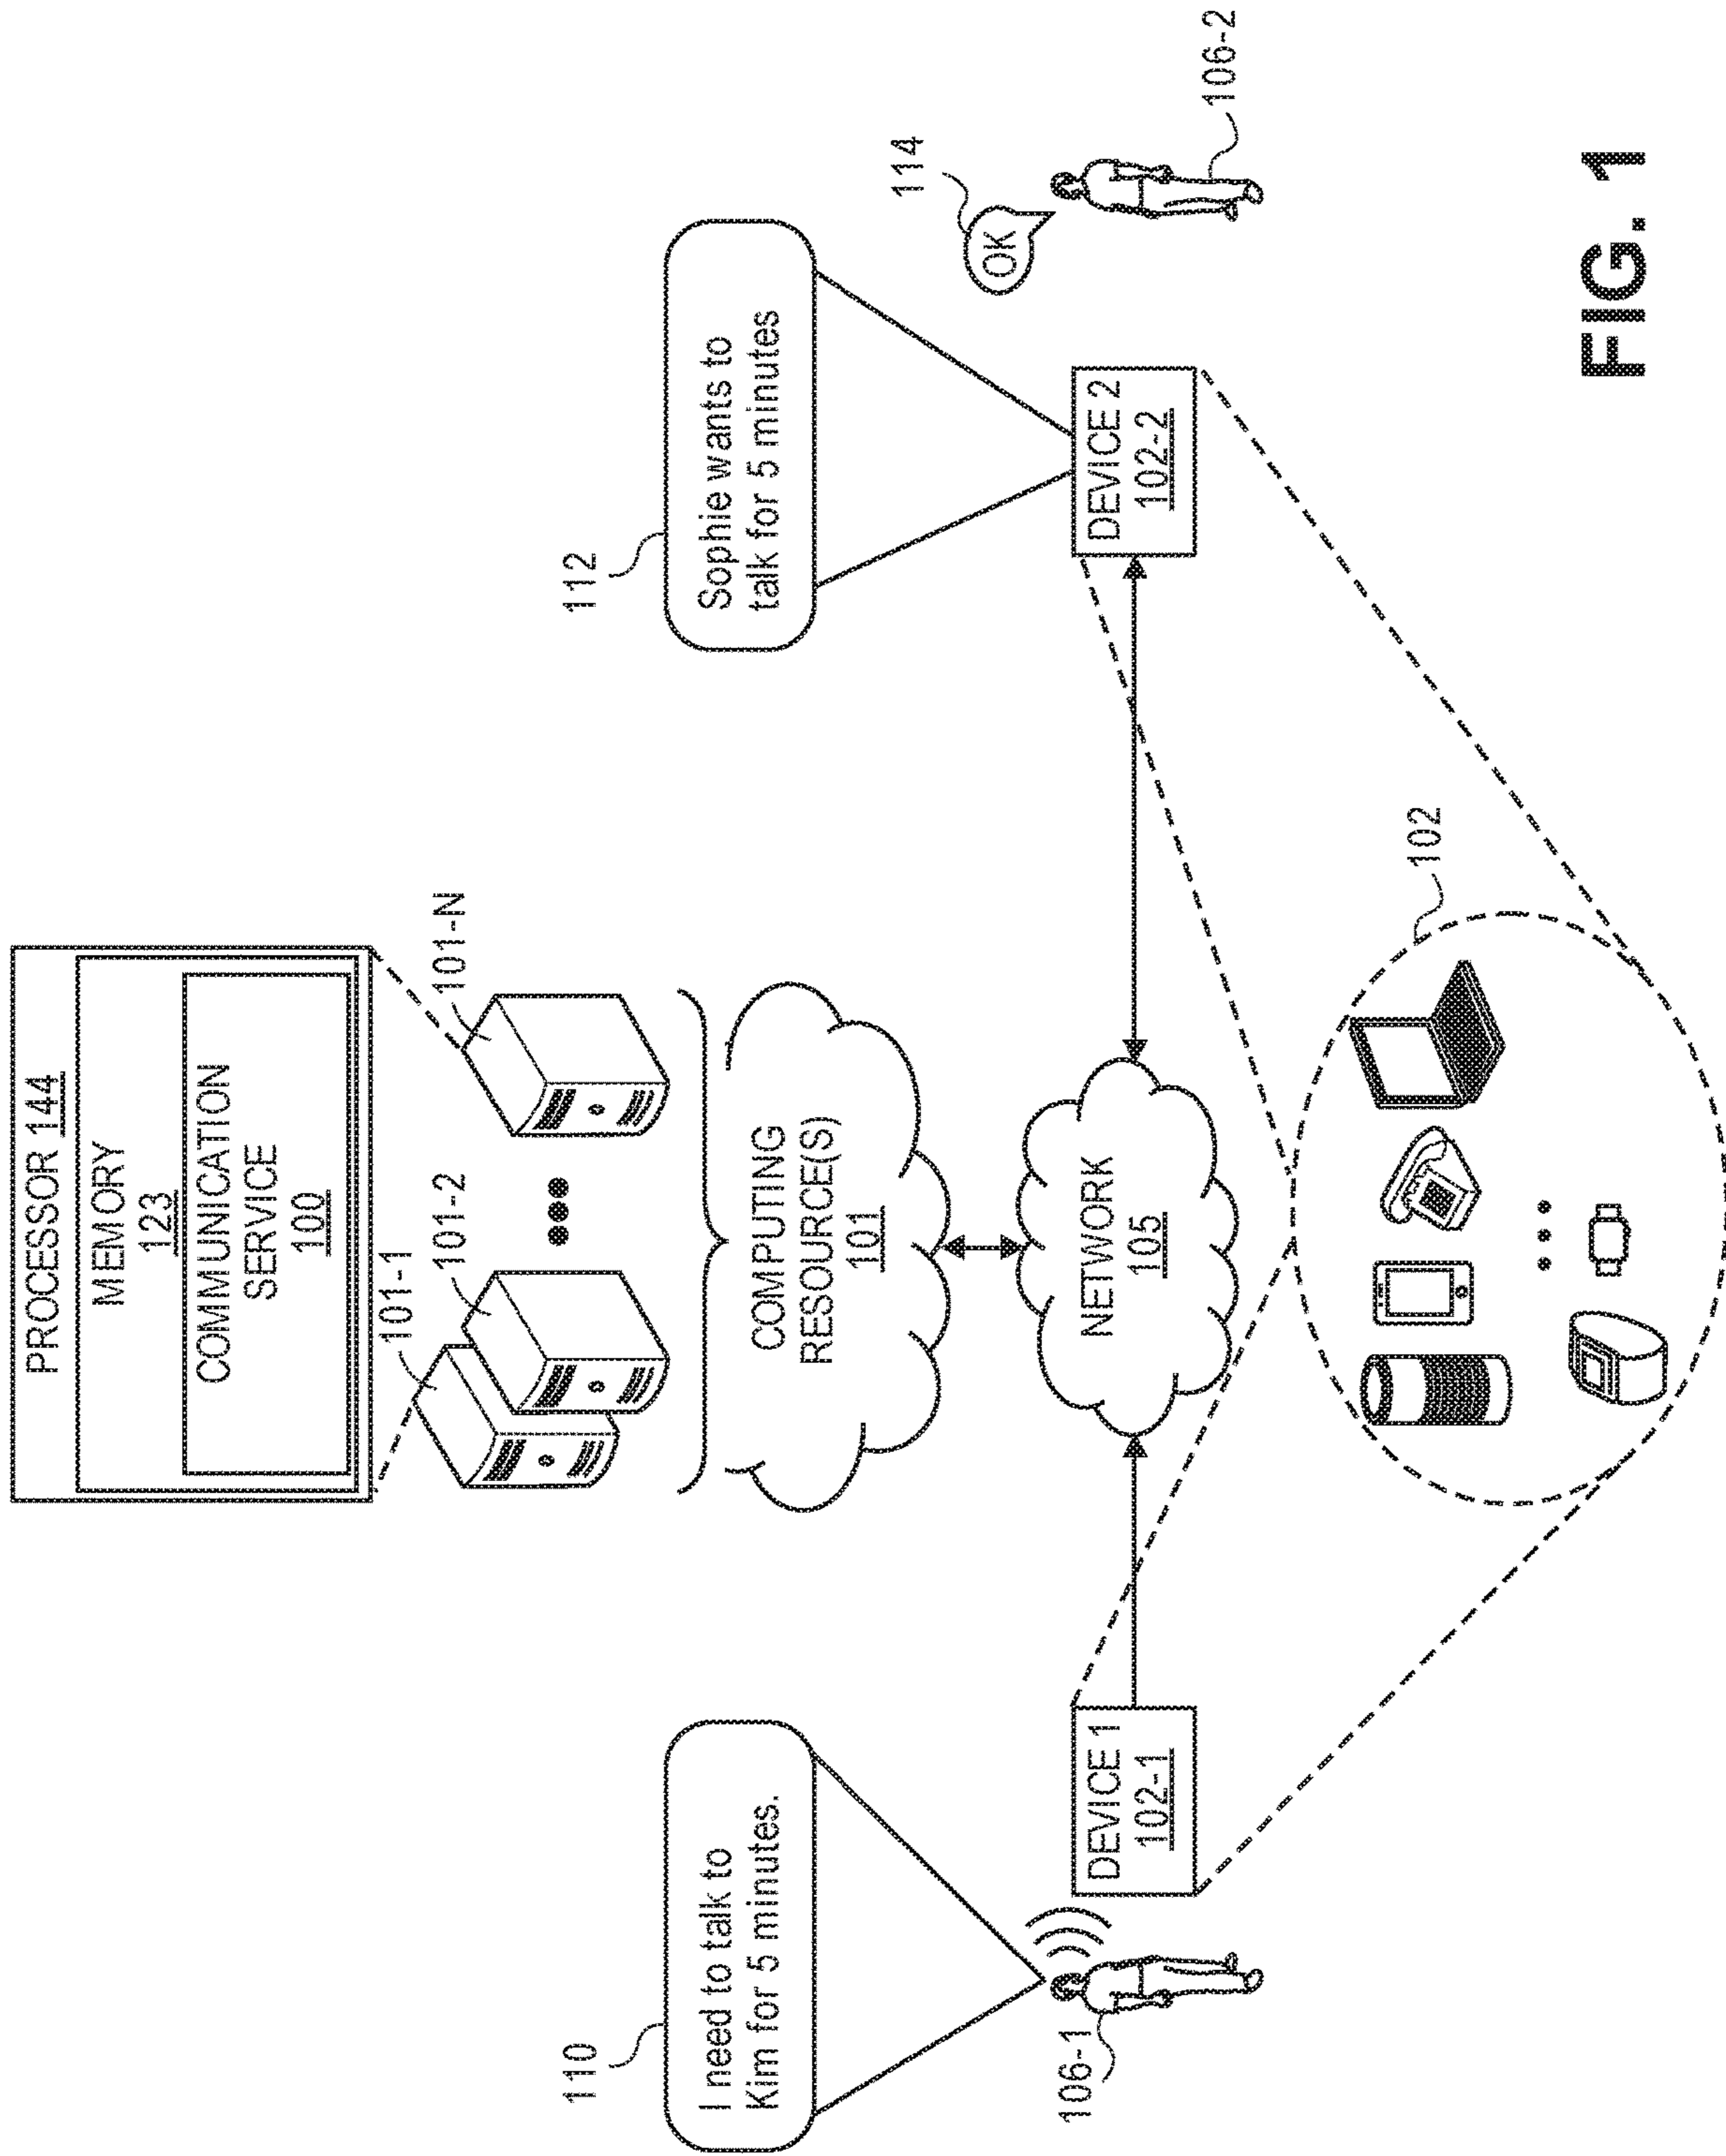 PROCESSOR 144
MEMORY
123
COMMUNICATION
SERVICE
100
101-1
101-2
101-N
110
I need to talk to
Kim for 5 minutes.
COMPUTING
RESOURCE(S)
101
112
Sophie wants to
talk for 5 minutes
114
OK
106-1
DEVICE 1
102-1
NETWORK
105
DEVICE 2
102-2
106-2
102
FIG. 1